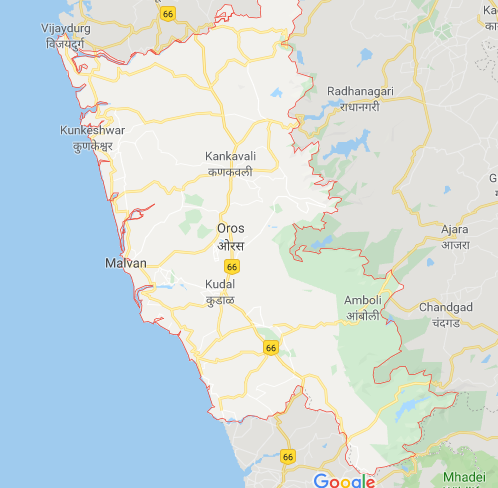 66
Vijaydurg
विजयदुर्ग
Radhanagari
राधानगरी
Kunkeshwar
कुणकेश्वर
Kankavali
कणकवली
Oros
ओरस
Ajara
आजरा
Malvan
66
Kudal
कुडाळ
Amboli
आंबोली
Chandgad
चंदगड
66
66
Google
Mhadei